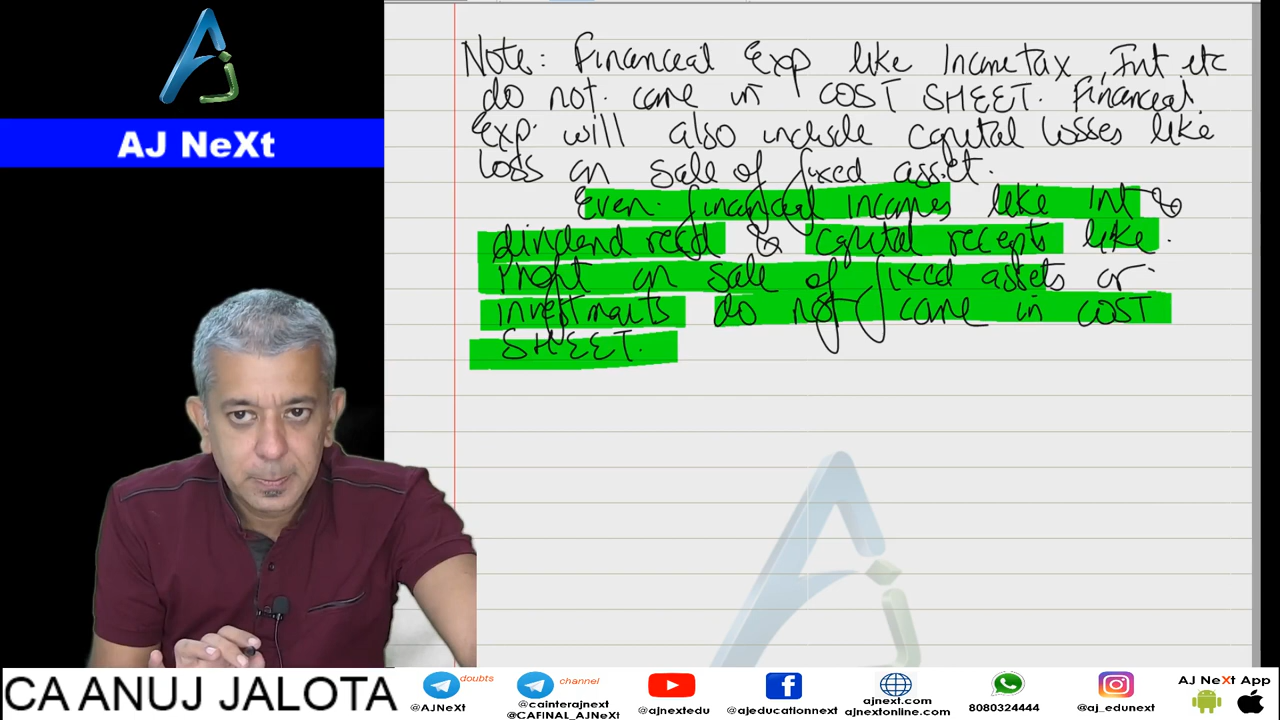 AJ NeXt
Note: Financial Exp like Incometax, Int etc
do not come in COST SHEET. Financial
Exp. will also include capital losses like
loss on sale of fixed asset.
Even financial incomes like Int &
dividend recd & capital receipts like
Profit on sale of fixed assets or
investments do not come in COST
SHEET.
CA ANUJ JALOTA
doubts
@AJNeXt
channel
@cainterajnext
@CAFINAL_AJNeXt
@ajnextedu
@ajeducationnext
ajnext.com
ajnextonline.com
8080324444
@aj_edunext
AJ NeXt App